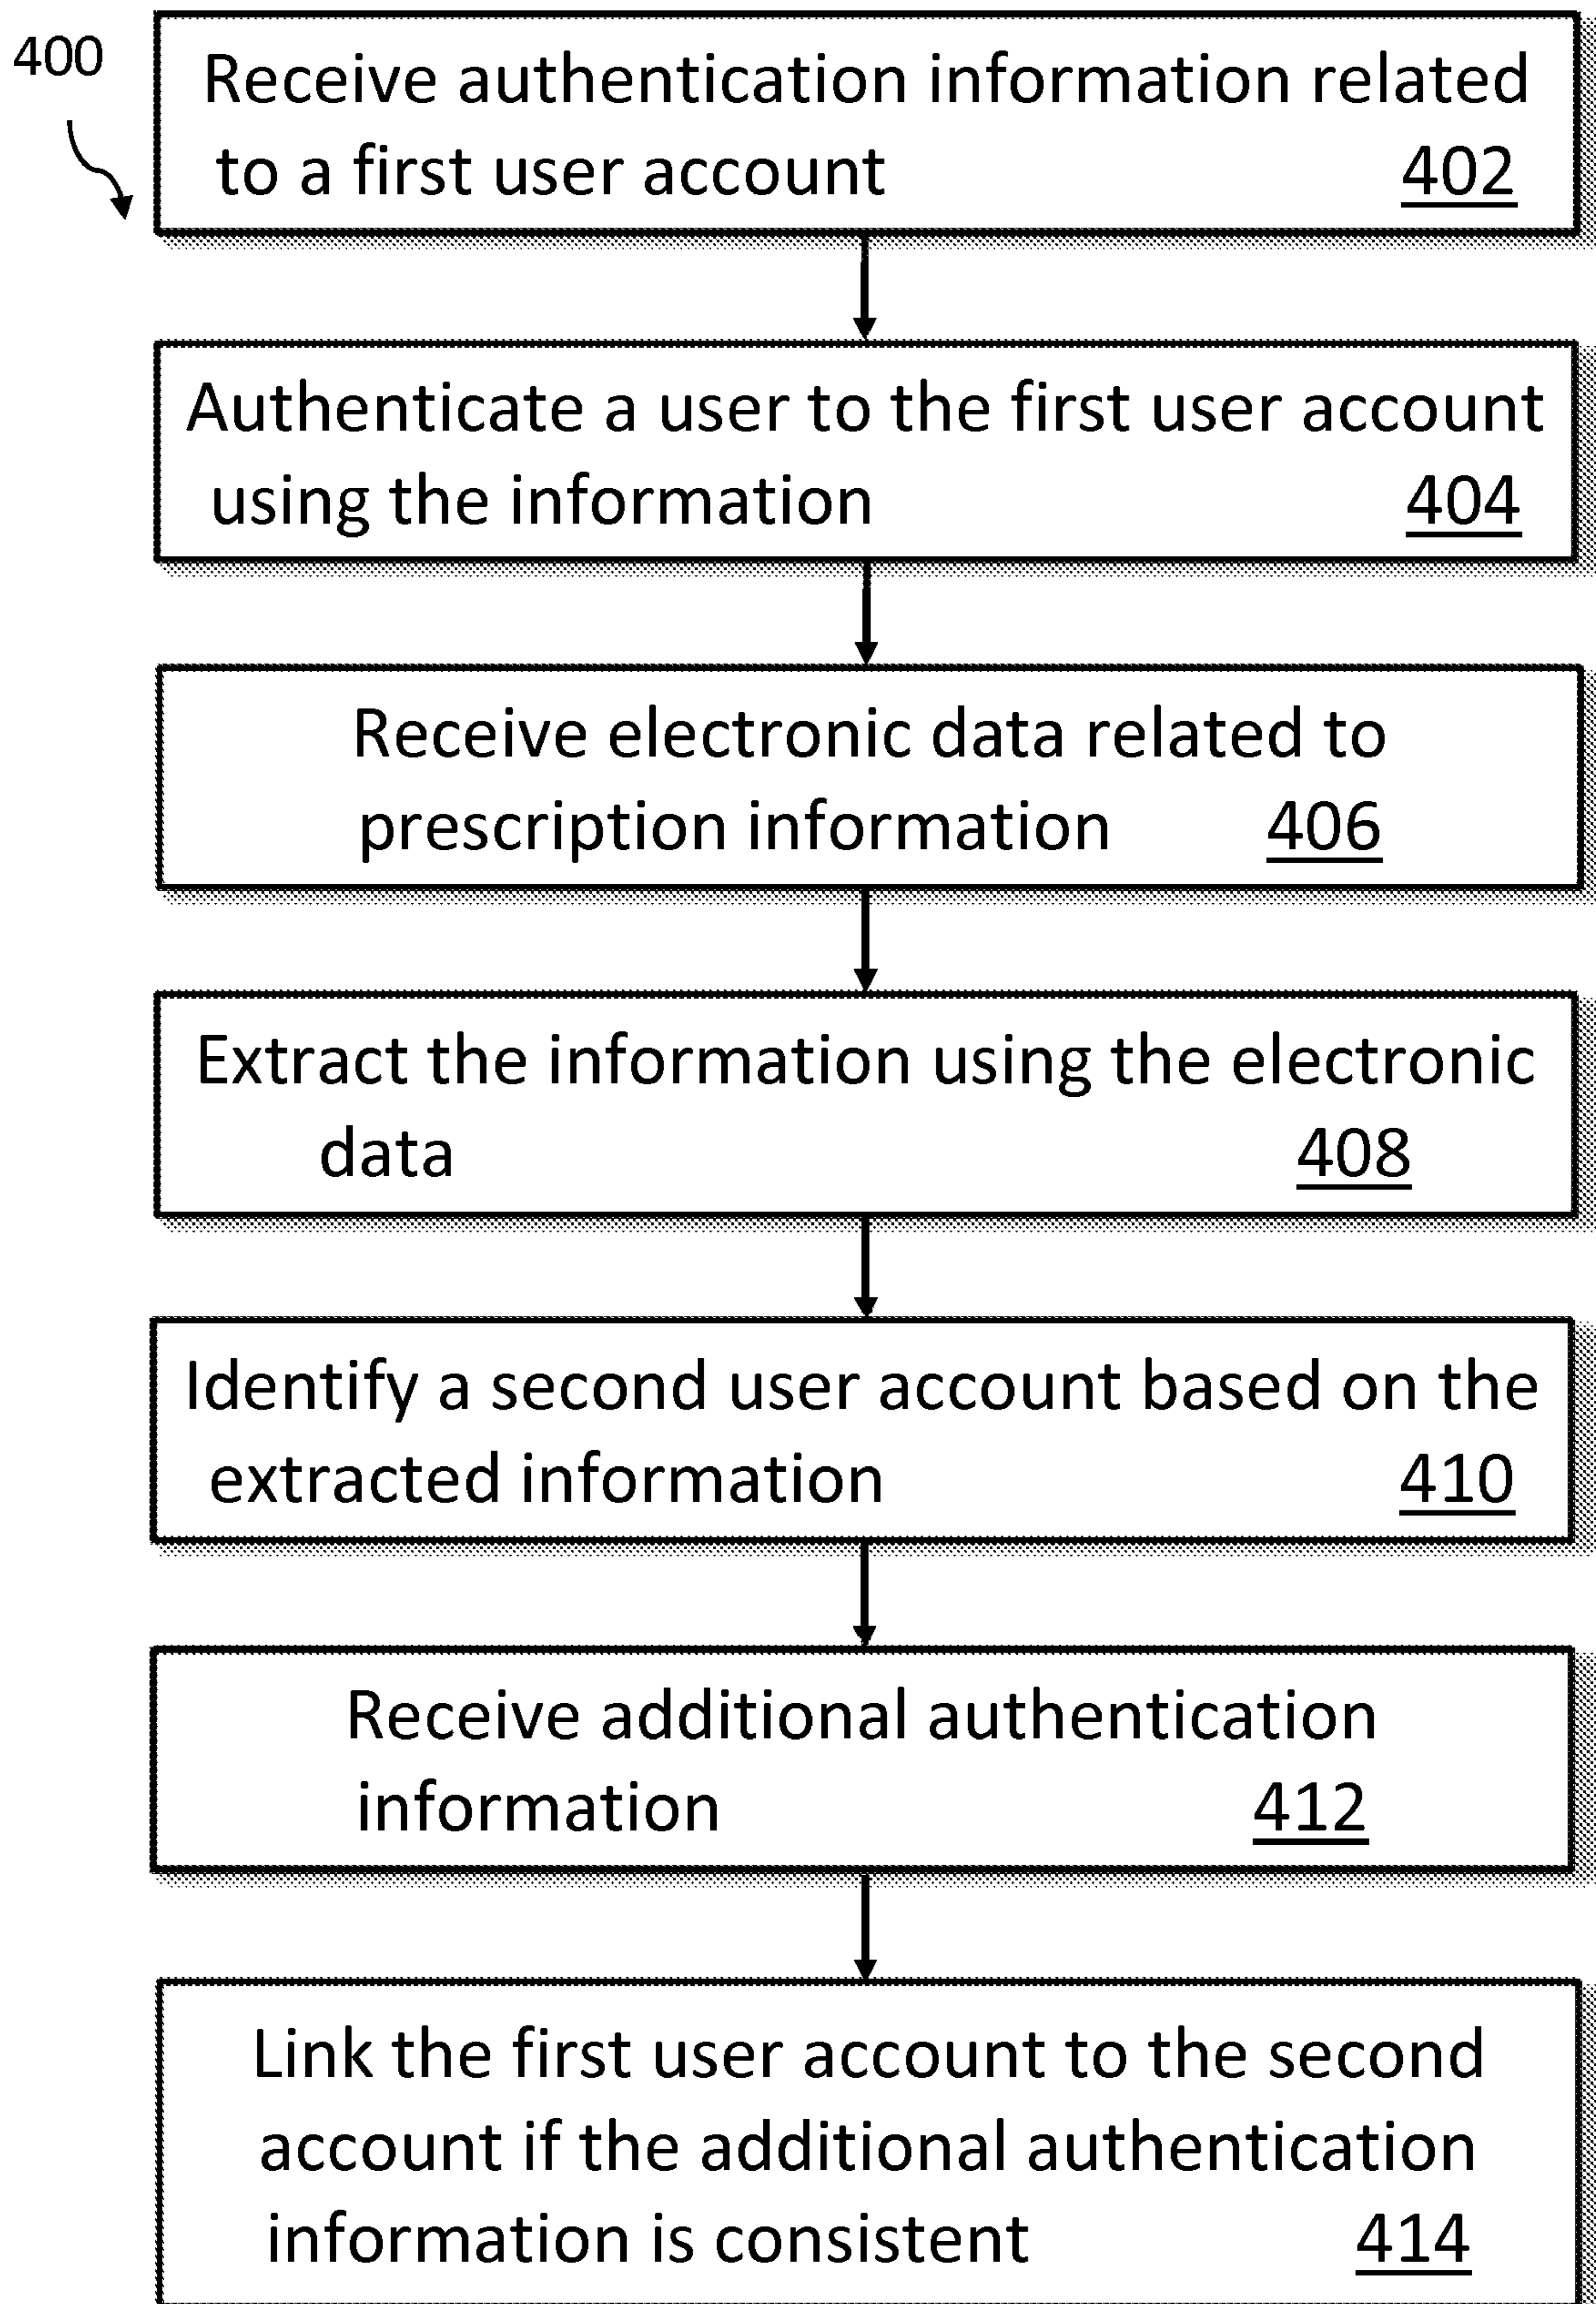 400
Receive authentication information related
to a first user account 402
Authenticate a user to the first user account
using the information 404
Receive electronic data related to
prescription information 406
Extract the information using the electronic
data 408
Identify a second user account based on the
extracted information 410
Receive additional authentication
information 412
Link the first user account to the second
account if the additional authentication
information is consistent 414